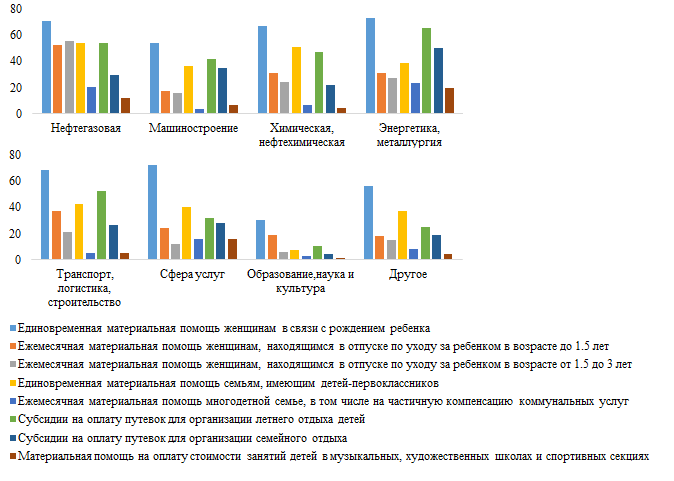 80
60
40
20
0
Нефтегазовая Машиностроение Химическая, нефтехимическая Энергетика, металлургия
80
60
40
20
0
Транспорт, логистика, строительство Сфера услуг Образование,наука и культура Другое
Единовременная материальная помощь женщинам в связи с рождением ребенка
Ежемесячная материальная помощь женщинам, находящимся в отпуске по уходу за ребенком в возрасте до 1.5 лет
Ежемесячная материальная помощь женщинам, находящимся в отпуске по уходу за ребенком в возрасте от 1.5 до 3 лет
Единовременная материальная помощь семьям, имеющим детей-первоклассников
Ежемесячная материальная помощь многодетной семье, в том числе на частичную компенсацию коммунальных услуг
Субсидии на оплату путевок для организации летнего отдыха детей
Субсидии на оплату путевок для организации семейного отдыха
Материальная помощь на оплату стоимости занятий детей в музыкальных, художественных школах и спортивных секциях